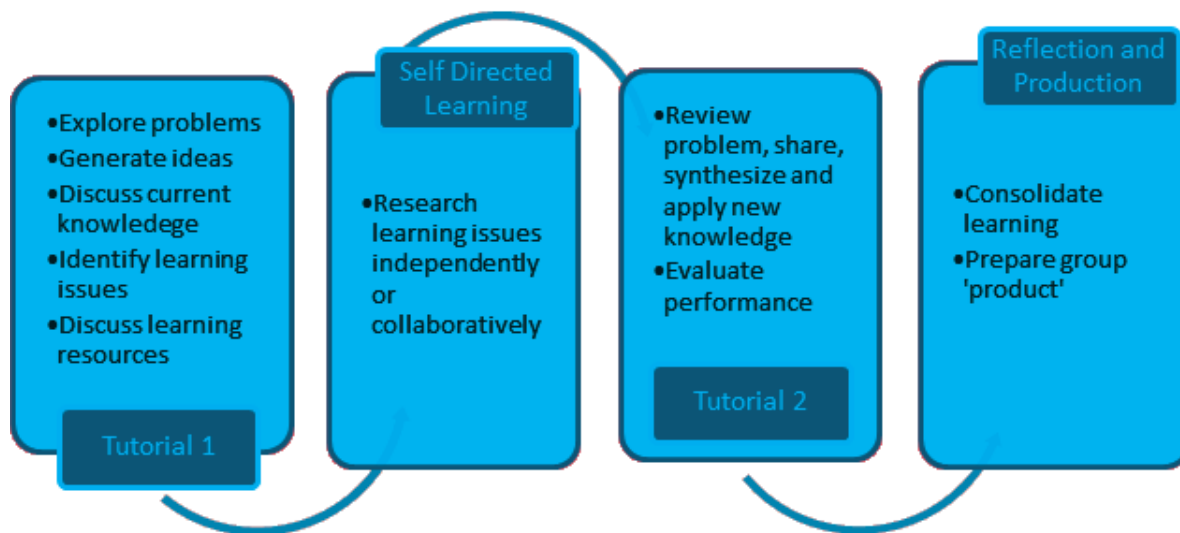 •Explore problems
•Generate ideas
•Discuss current
knowledege
•Identify learning
issues
•Discuss learning
resources
Tutorial 1
Self Directed
Learning
•Research
learning issues
independently
or
collaboratively
•Review
problem, share,
synthesize and
apply new
knowledge
•Evaluate
performance
Tutorial 2
Reflection and
Production
•Consolidate
learning
•Prepare group
'product'